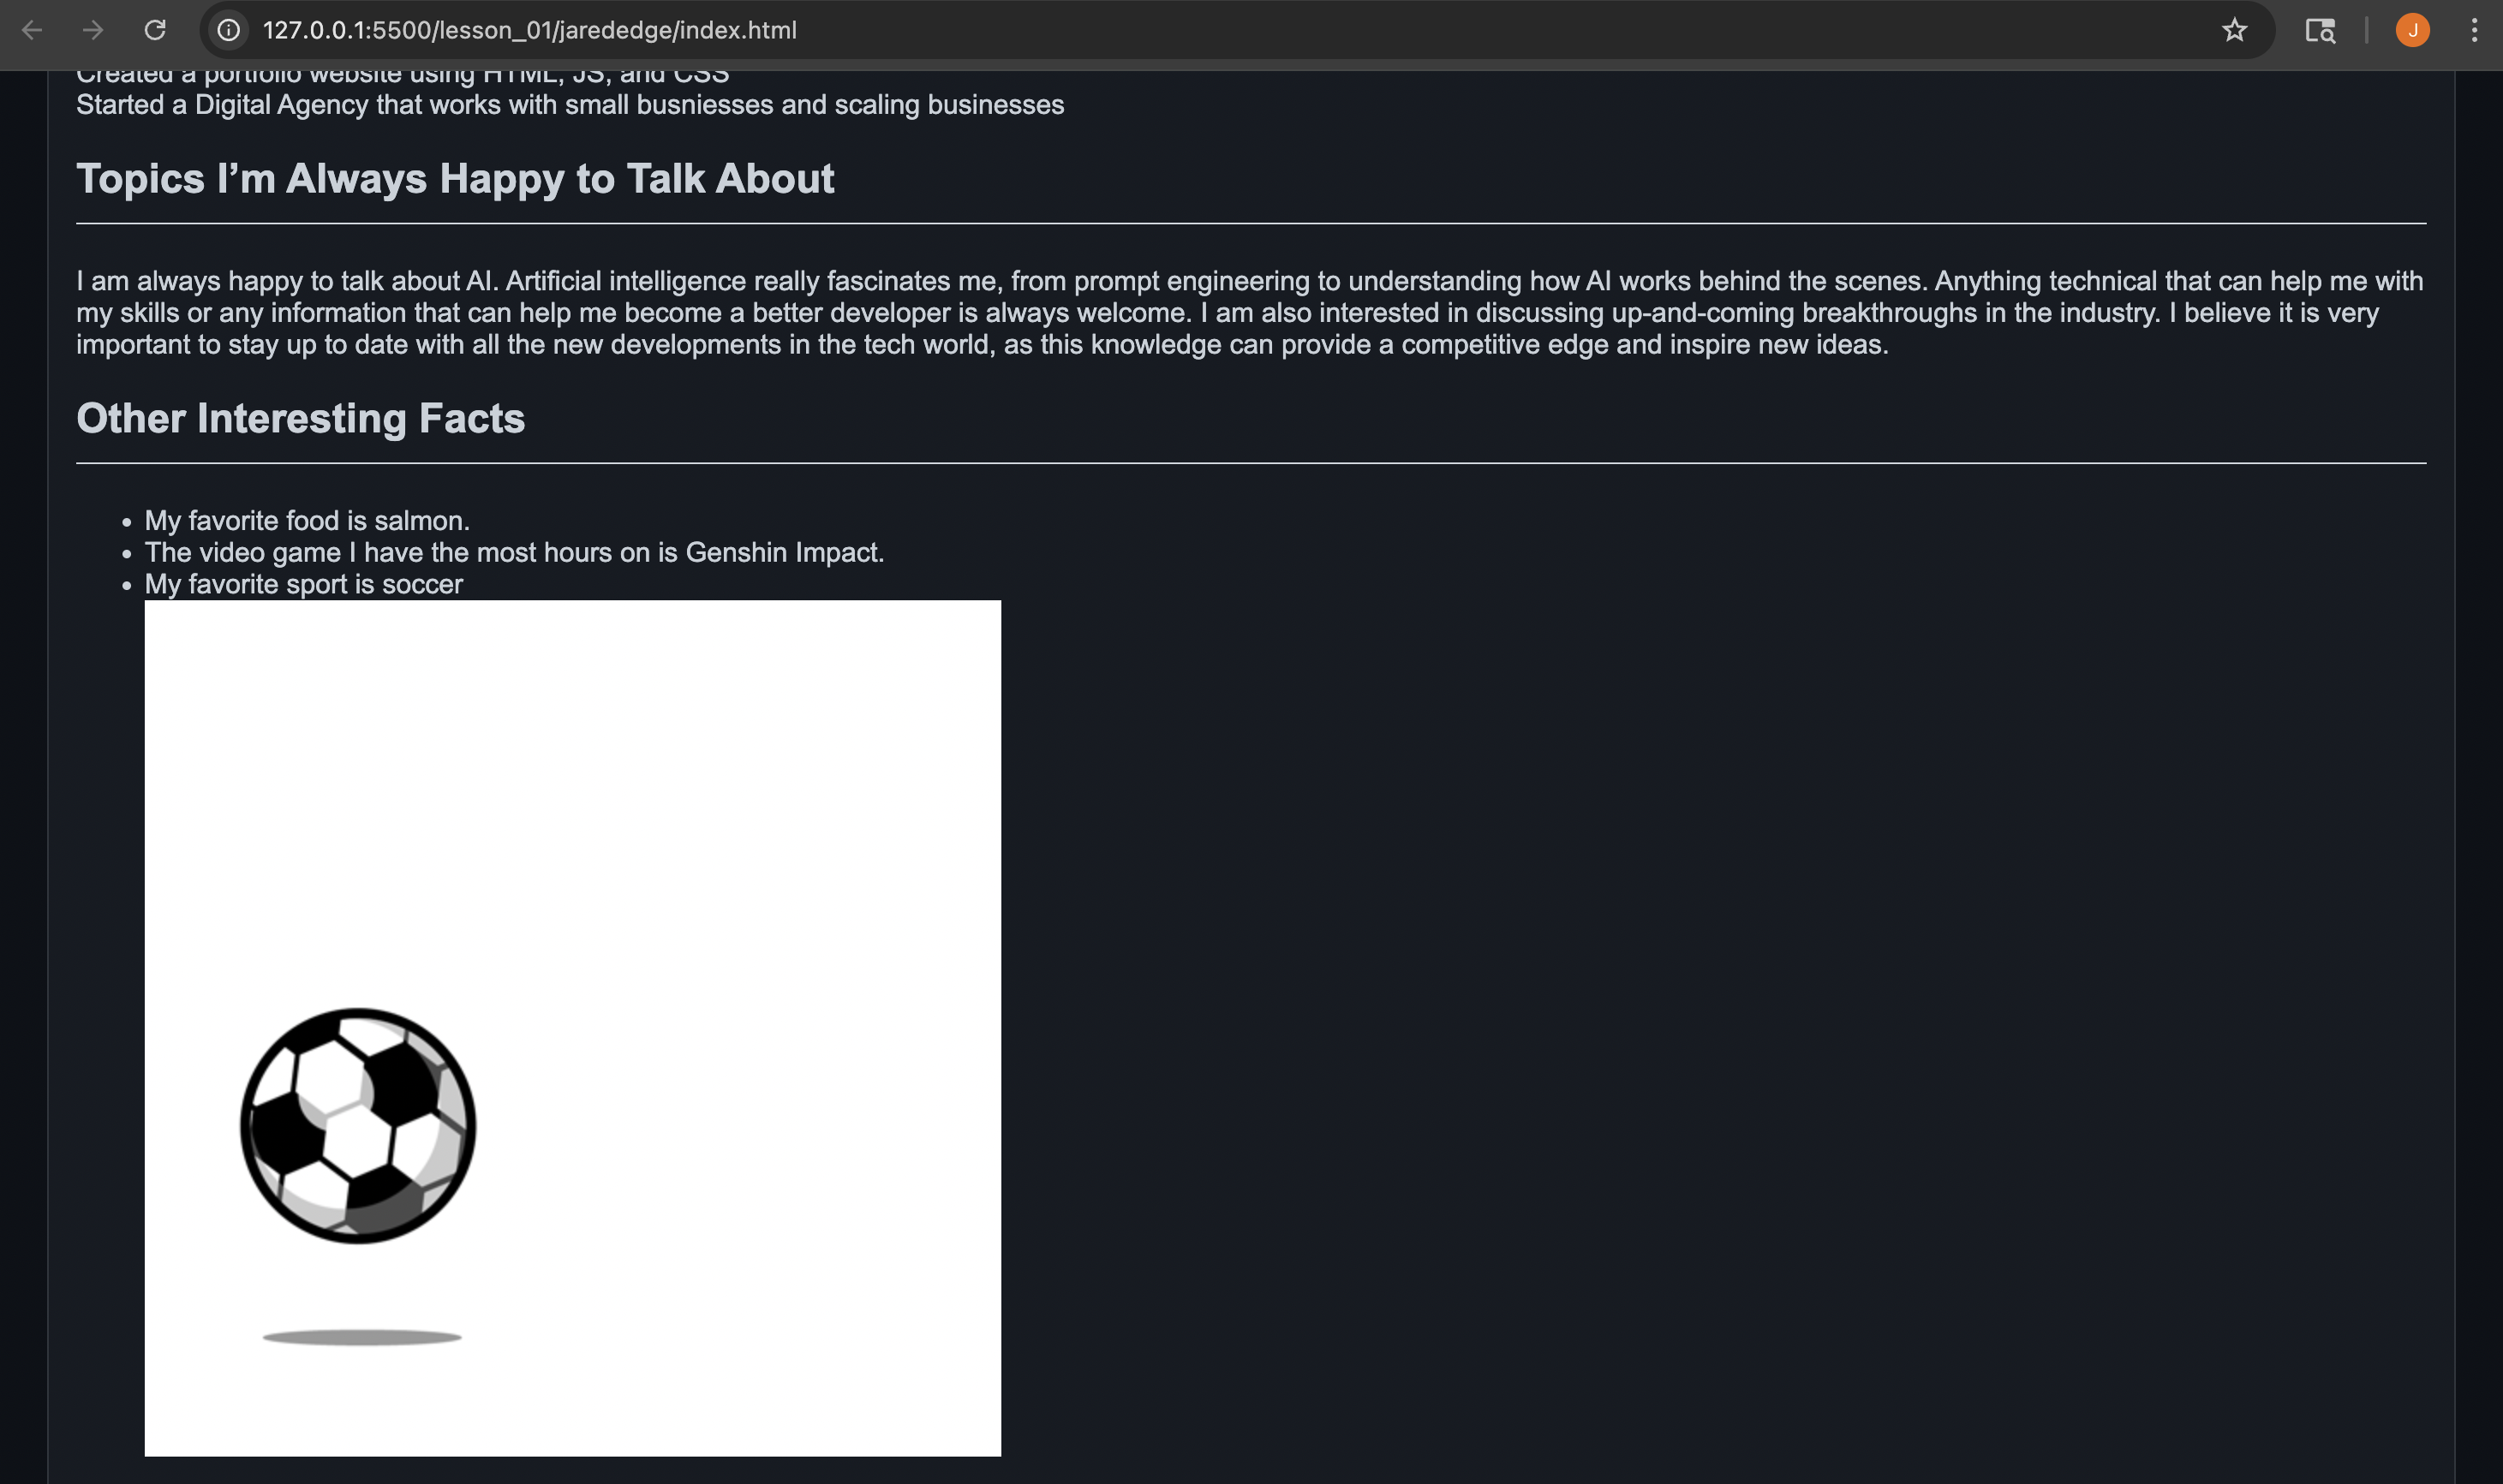 127.0.0.1:5500/lesson_01/jarededge/index.html
J
Created a portfolio website using HTML, JS, and CSS
Started a Digital Agency that works with small busniesses and scaling businesses
Topics I’m Always Happy to Talk About
I am always happy to talk about AI. Artificial intelligence really fascinates me, from prompt engineering to understanding how AI works behind the scenes. Anything technical that can help me with
my skills or any information that can help me become a better developer is always welcome. I am also interested in discussing up-and-coming breakthroughs in the industry. I believe it is very
important to stay up to date with all the new developments in the tech world, as this knowledge can provide a competitive edge and inspire new ideas.
Other Interesting Facts
• My favorite food is salmon.
• The video game I have the most hours on is Genshin Impact.
• My favorite sport is soccer